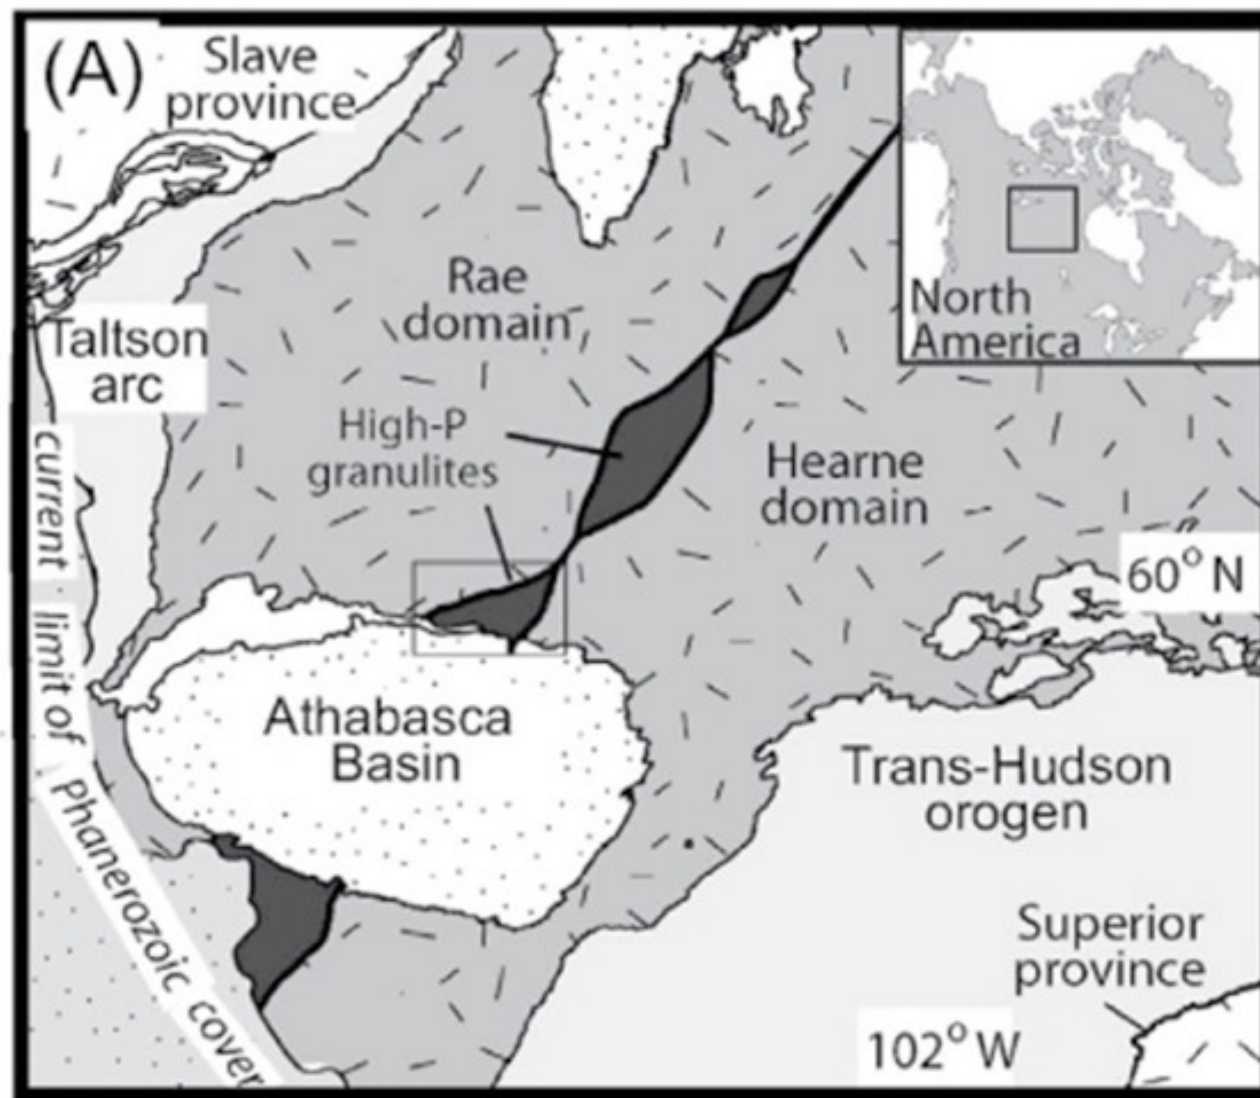 (A)
Slave
province
Rae
domain
Taltson
arc
High-P
granulites
Hearne
domain
North
America
60° N
current limit of Phanerozoic cover
Athabasca
Basin
Trans-Hudson
orogen
Superior
province
102° W